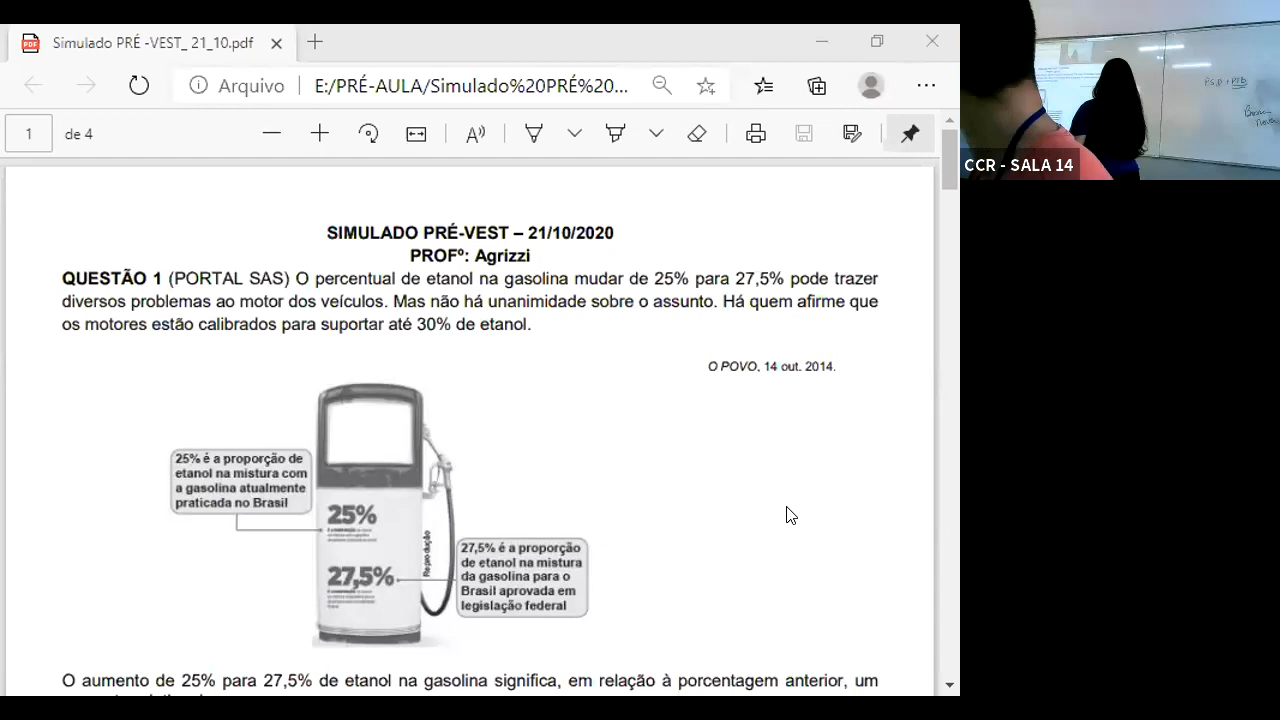 Simulado PRÉ -VEST_ 21_10.pdf
Arquivo
E:/PRE-AULA/Simulado%20PRÉ%20...
1 de 4
CCR - SALA 14
SIMULADO PRÉ-VEST – 21/10/2020
PROFº: Agrizzi
QUESTÃO 1 (PORTAL SAS) O percentual de etanol na gasolina mudar de 25% para 27,5% pode trazer
diversos problemas ao motor dos veículos. Mas não há unanimidade sobre o assunto. Há quem afirme que
os motores estão calibrados para suportar até 30% de etanol.
O POVO, 14 out. 2014.
25% é a proporção de
etanol na mistura com
a gasolina atualmente
praticada no Brasil
25%
27,5%
Reprodução
27,5% é a proporção
de etanol na mistura
da gasolina para o
Brasil aprovada em
legislação federal
O aumento de 25% para 27,5% de etanol na gasolina significa, em relação à porcentagem anterior, um